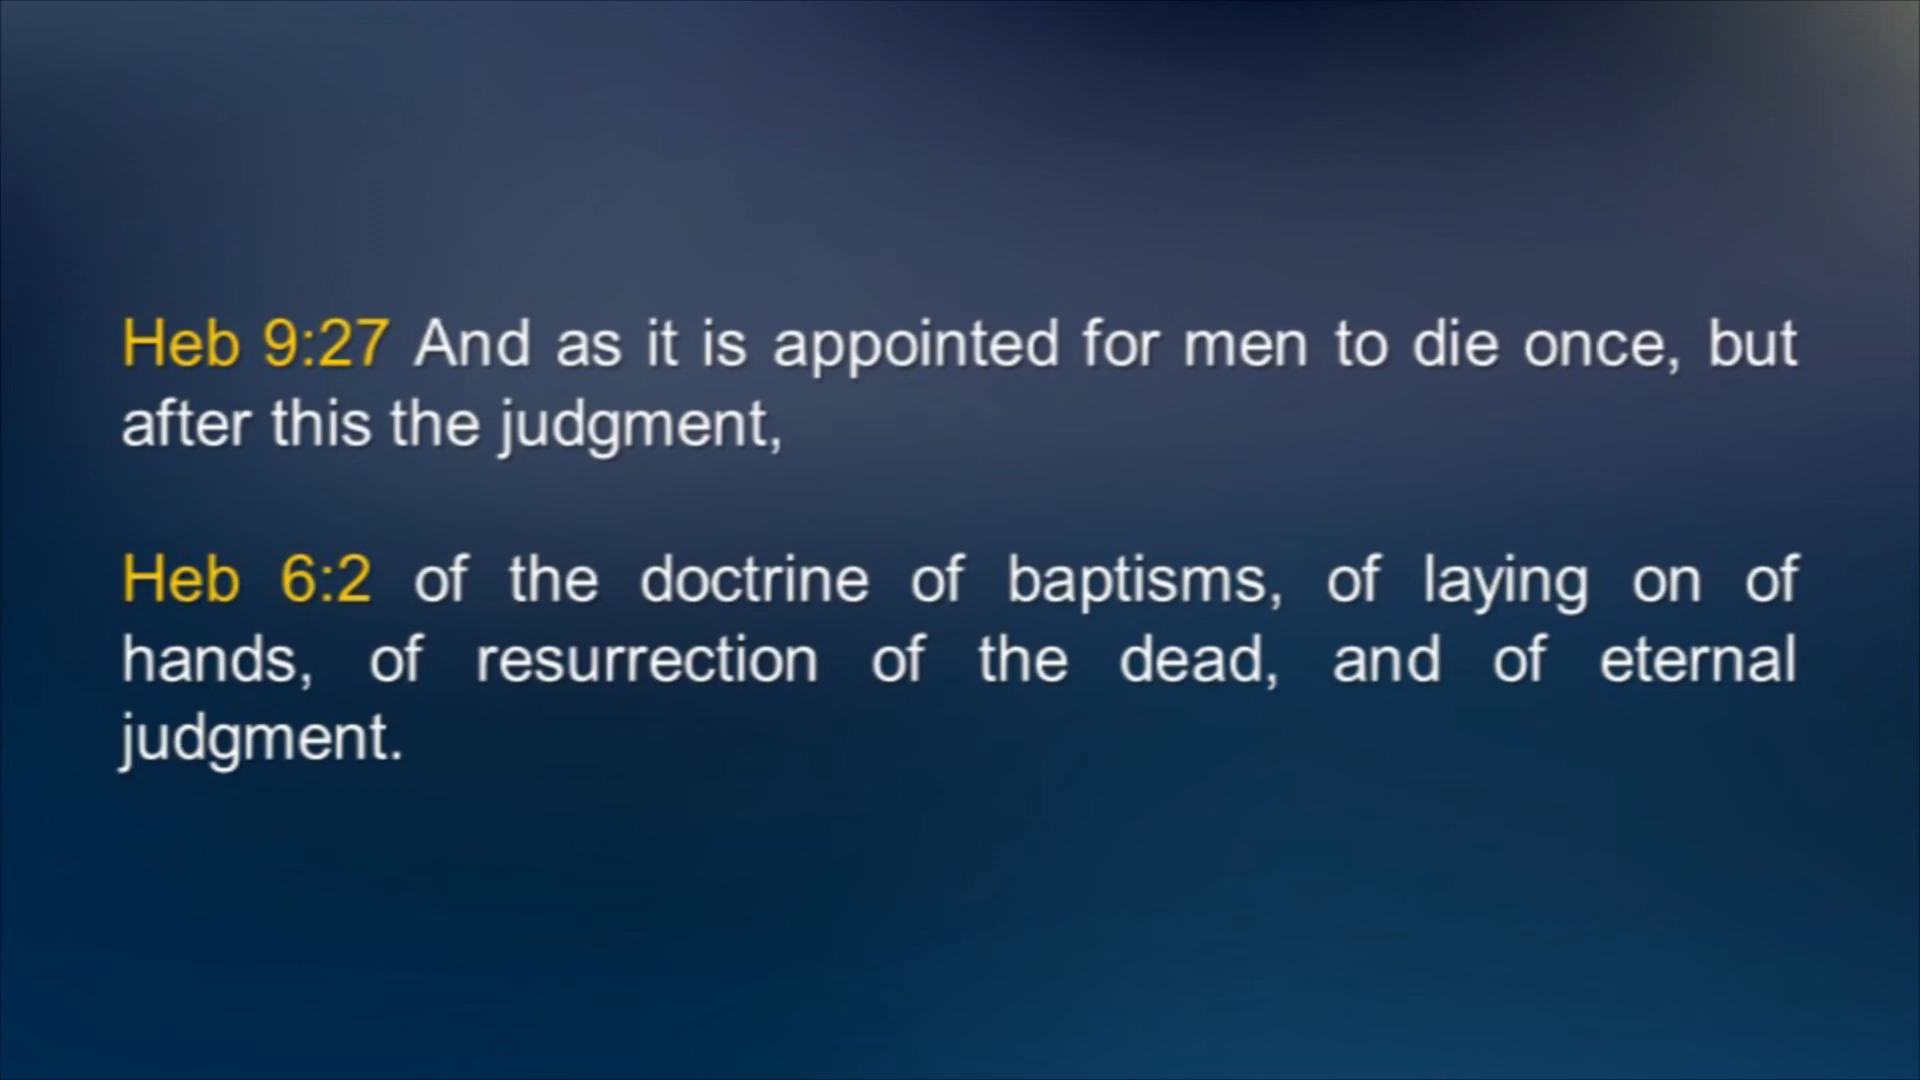 Heb 9:27 And as it is appointed for men to die once, but
after this the judgment,
Heb 6:2 of the doctrine of baptisms, of laying on of
hands, of resurrection of the dead, and of eternal
judgment.